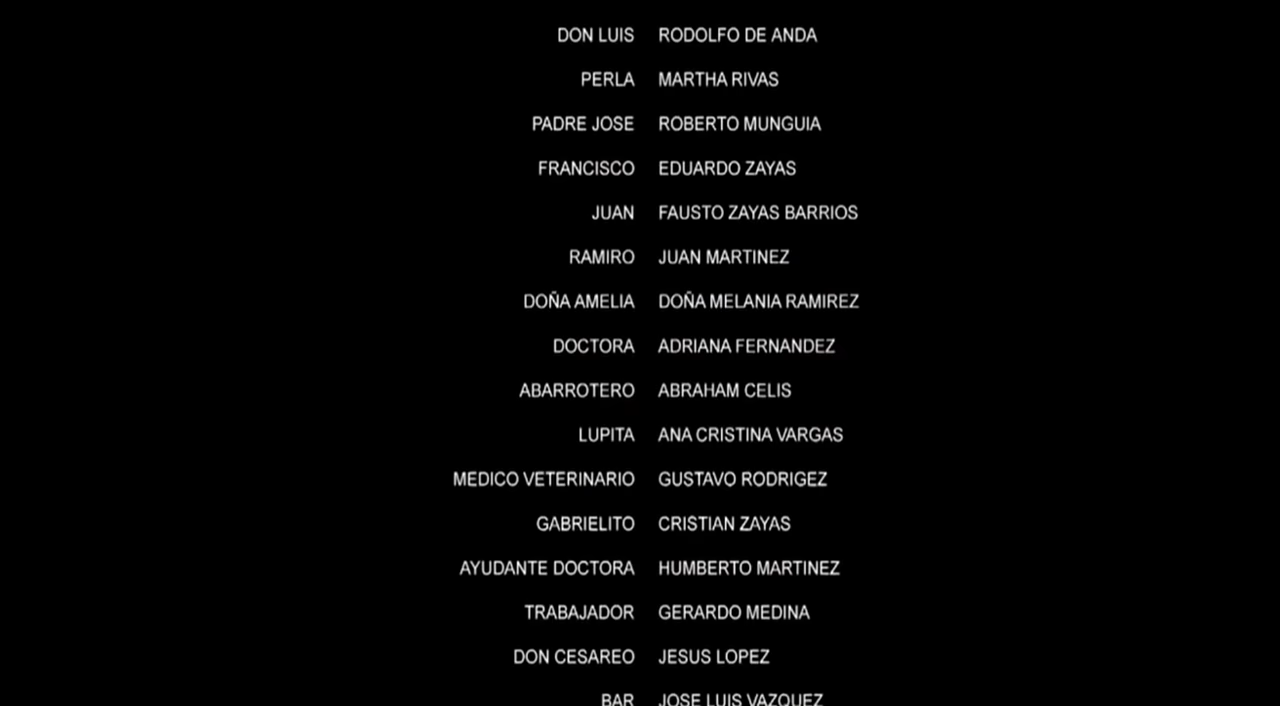 DON LUIS RODOLFO DE ANDA
PERLA MARTHA RIVAS
PADRE JOSE ROBERTO MUNGUIA
FRANCISCO EDUARDO ZAYAS
JUAN FAUSTO ZAYAS BARRIOS
RAMIRO JUAN MARTINEZ
DOÑA AMELIA DOÑA MELANIA RAMIREZ
DOCTORA ADRIANA FERNANDEZ
ABARROTERO ABRAHAM CELIS
LUPITA ANA CRISTINA VARGAS
MEDICO VETERINARIO GUSTAVO RODRIGEZ
GABRIELITO CRISTIAN ZAYAS
AYUDANTE DOCTORA HUMBERTO MARTINEZ
TRABAJADOR GERARDO MEDINA
DON CESAREO JESUS LOPEZ
BAR JOSE LUIS VAZQUEZ